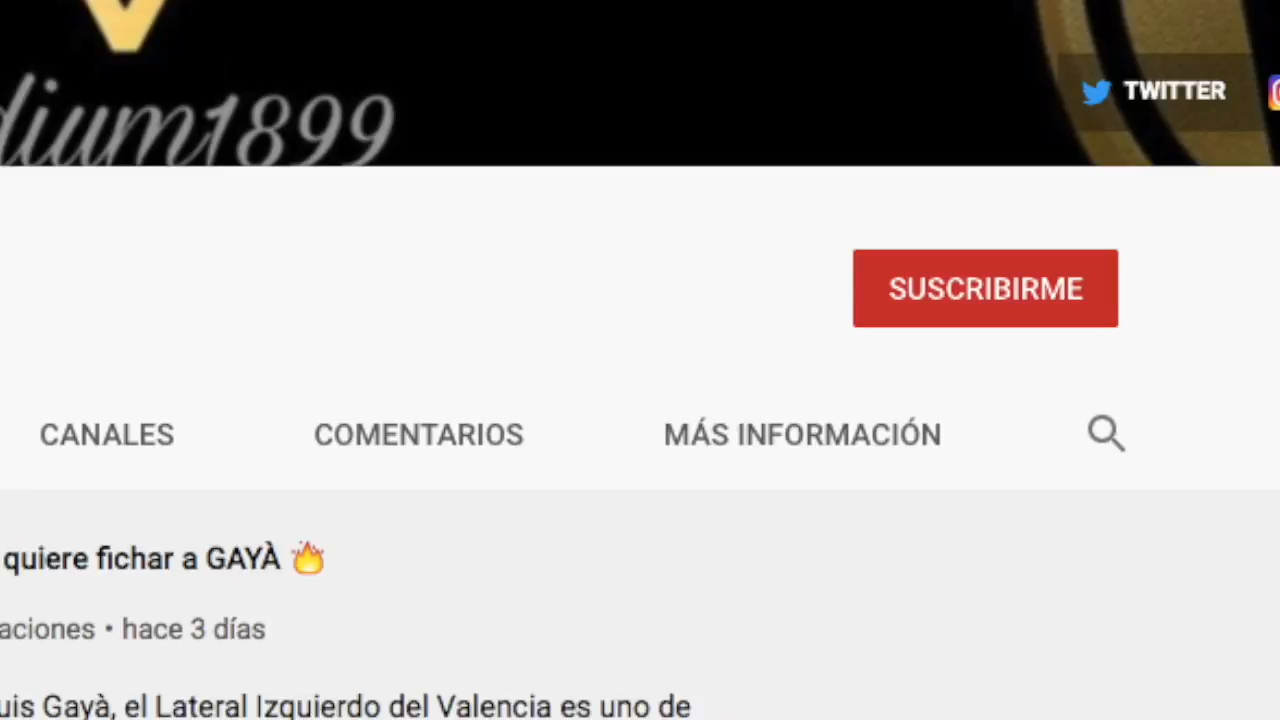 TWITTER
dium1899
SUSCRIBIRME
CANALES COMENTARIOS MÁS INFORMACIÓN
quiere fichar a GAYÀ 🔥
aciones • hace 3 días
uis Gayà, el Lateral Izquierdo del Valencia es uno de